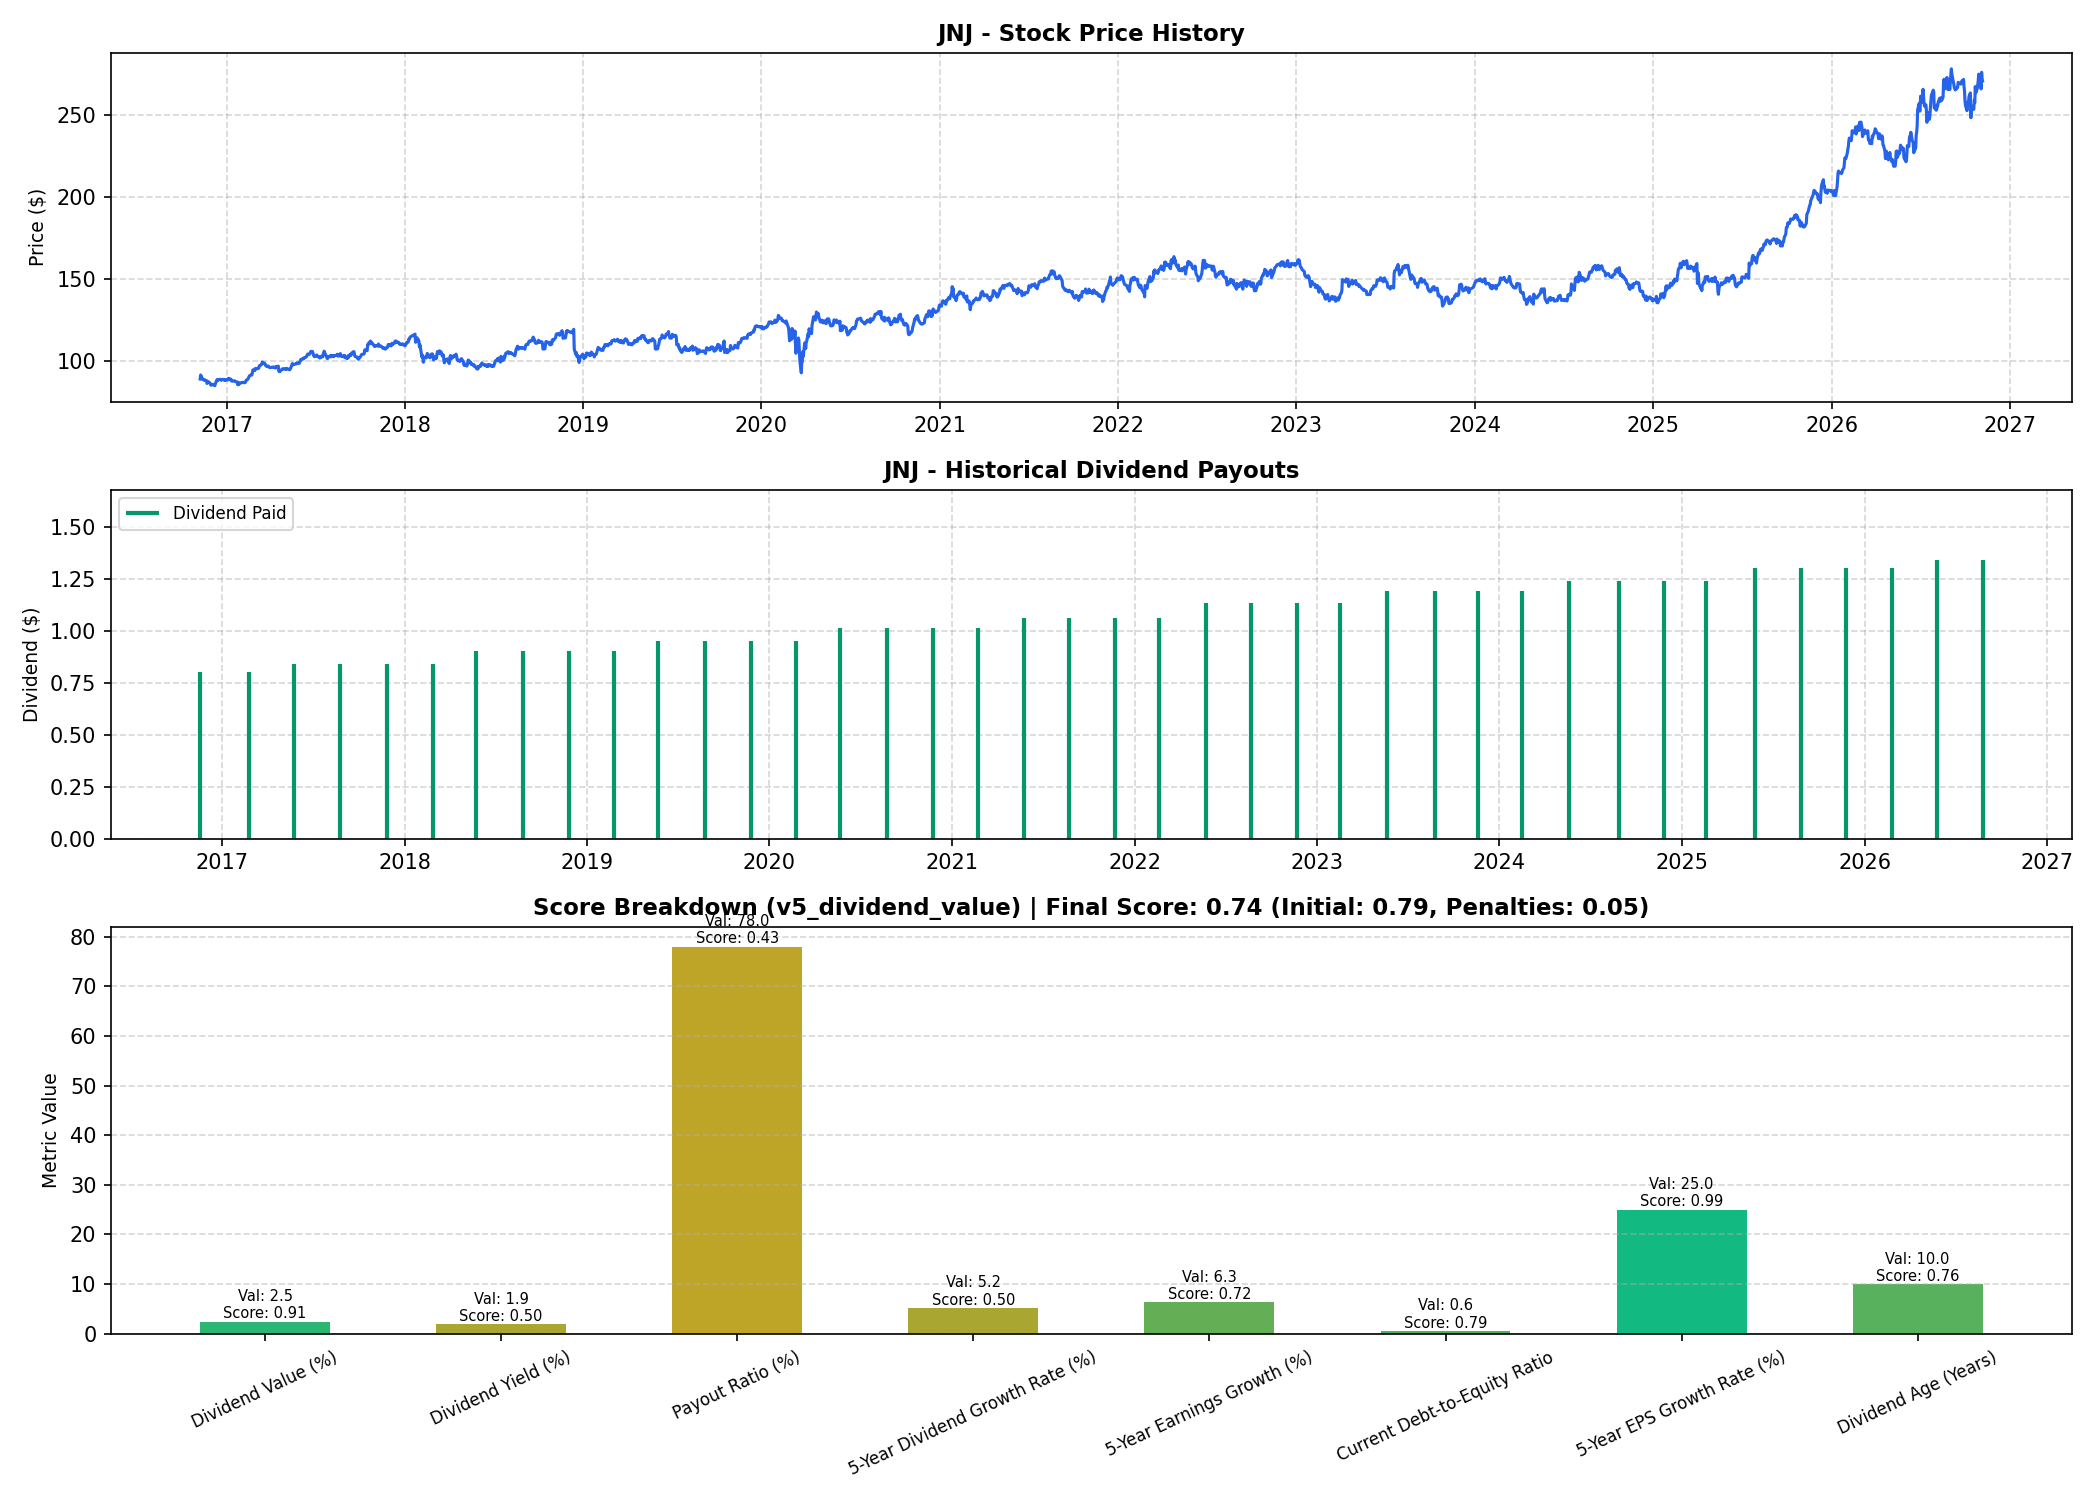 JNJ - Stock Price History
Price ($)
250
200
150
100
2017 2018 2019 2020 2021 2022 2023 2024 2025 2026 2027
JNJ - Historical Dividend Payouts
Dividend ($)
Dividend Paid
1.50
1.25
1.00
0.75
0.50
0.25
0.00
2017 2018 2019 2020 2021 2022 2023 2024 2025 2026 2027
Score Breakdown (v5_dividend_value) | Final Score: 0.74 (Initial: 0.79, Penalties: 0.05)
Metric Value
80
70
60
50
40
30
20
10
0
Val: 2.5
Score: 0.91
Val: 1.9
Score: 0.50
Val: 78.0
Score: 0.43
Val: 5.2
Score: 0.50
Val: 6.3
Score: 0.72
Val: 0.6
Score: 0.79
Val: 25.0
Score: 0.99
Val: 10.0
Score: 0.76
Dividend Value (%)
Dividend Yield (%)
Payout Ratio (%)
5-Year Dividend Growth Rate (%)
5-Year Earnings Growth (%)
Current Debt-to-Equity Ratio
5-Year EPS Growth Rate (%)
Dividend Age (Years)